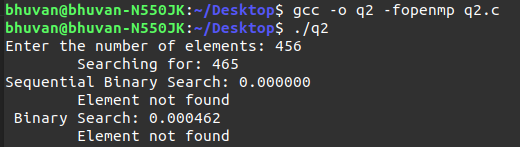 bhuvan@bhuvan-N550JK:~/Desktop$ gcc -o q2 -fopenmp q2.c
bhuvan@bhuvan-N550JK:~/Desktop$ ./q2
Enter the number of elements: 456
        Searching for: 465
Sequential Binary Search: 0.000000
        Element not found
 Binary Search: 0.000462
        Element not found